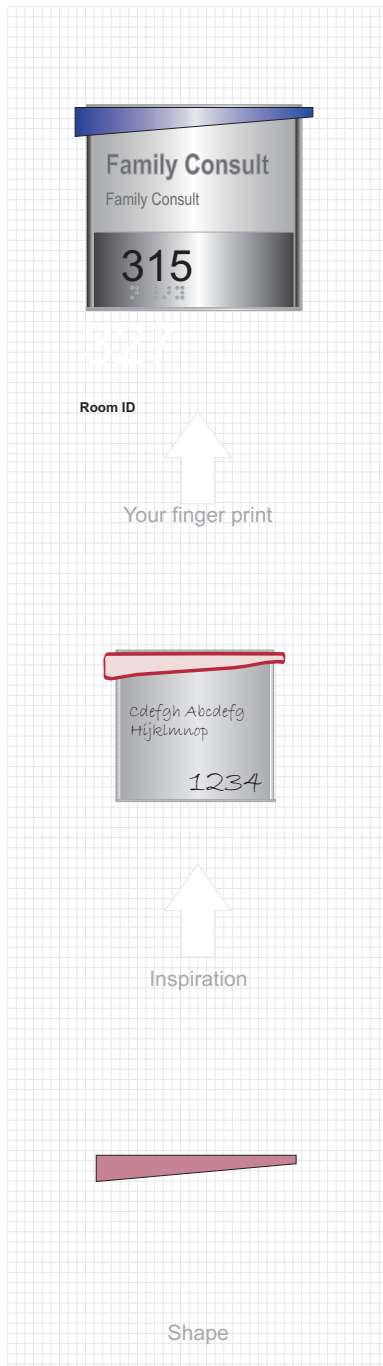 Family Consult
Family Consult
315
Room ID
Your finger print
Cdefgh Abcdefg
Hijklmnop
1234
Inspiration
Shape